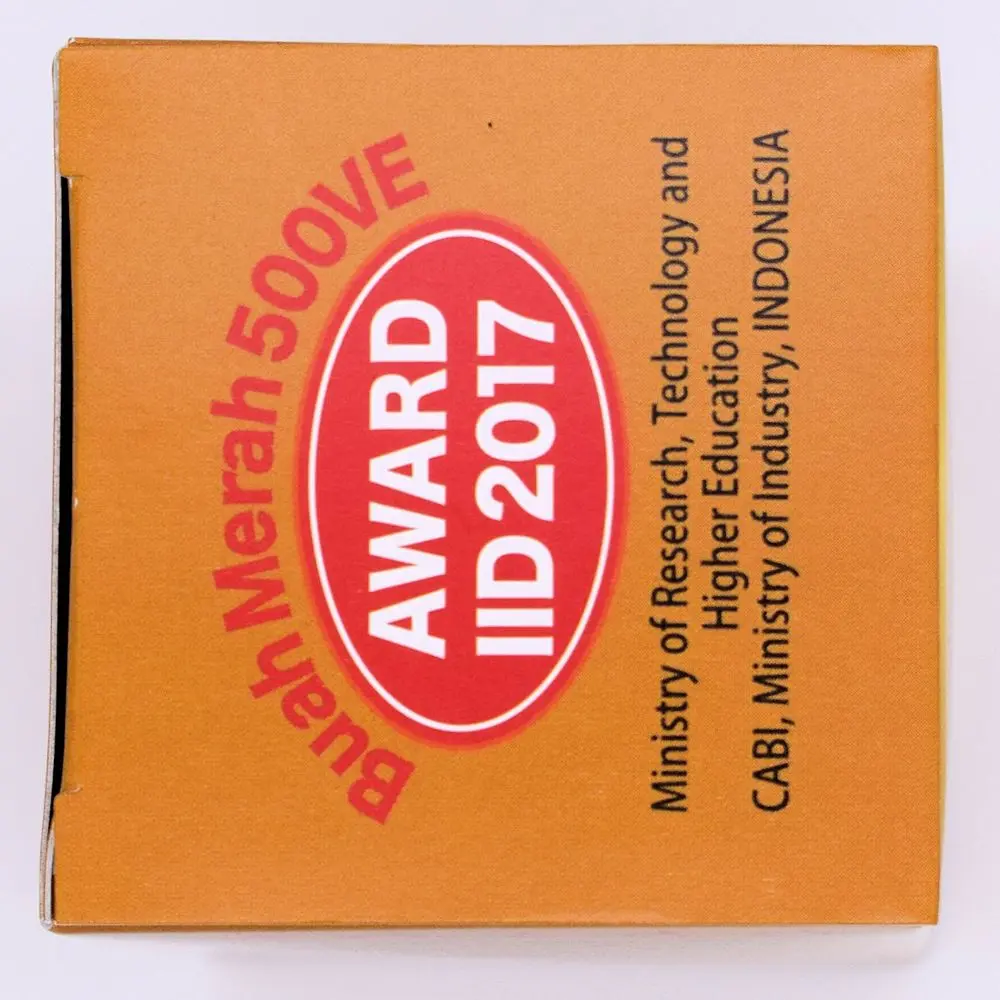 Buah Merah 500VE
AWARD
IID 2017
Ministry of Research, Technology and
Higher Education
CABI, Ministry of Industry, INDONESIA